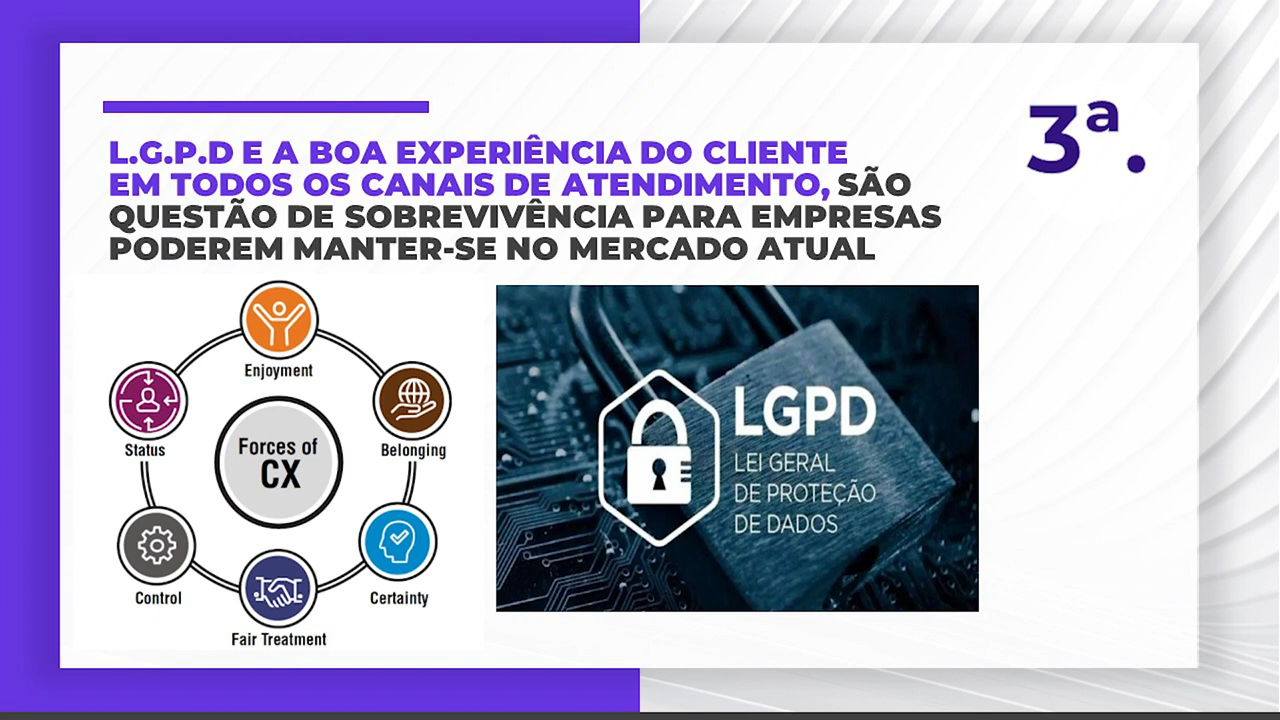 3ª.
L.G.P.D E A BOA EXPERIÊNCIA DO CLIENTE
EM TODOS OS CANAIS DE ATENDIMENTO, SÃO
QUESTÃO DE SOBREVIVÊNCIA PARA EMPRESAS
PODEREM MANTER-SE NO MERCADO ATUAL
Enjoyment
Status
Belonging
Forces of
CX
Control
Certainty
Fair Treatment
LGPD
LEI GERAL
DE PROTEÇÃO
DE DADOS